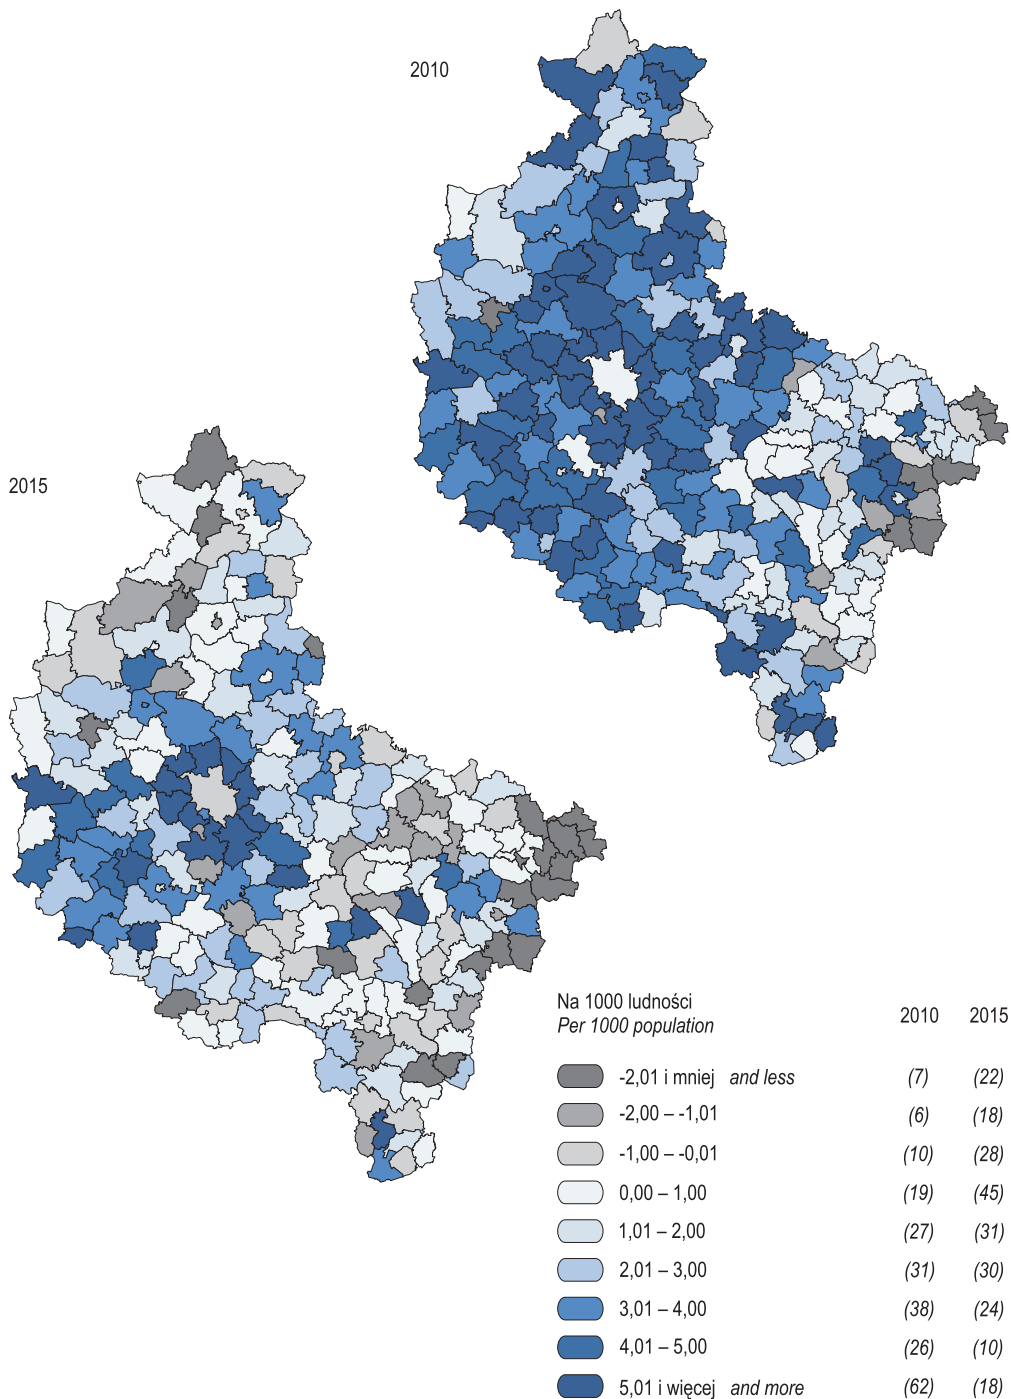 2010
2015
Na 1000 ludności
Per 1000 population
2010 2015
-2,01 i mniej and less (7) (22)
-2,00 – -1,01 (6) (18)
-1,00 – -0,01 (10) (28)
0,00 – 1,00 (19) (45)
1,01 – 2,00 (27) (31)
2,01 – 3,00 (31) (30)
3,01 – 4,00 (38) (24)
4,01 – 5,00 (26) (10)
5,01 i więcej and more (62) (18)